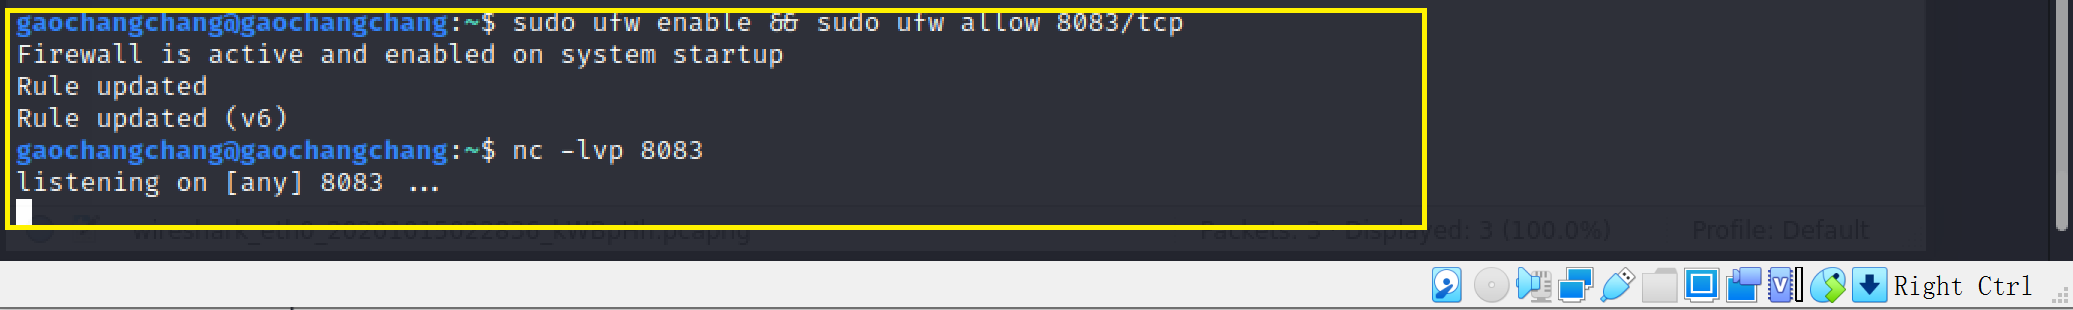 gaochangchang@gaochangchang:~$ sudo ufw enable && sudo ufw allow 8083/tcp
Firewall is active and enabled on system startup
Rule updated
Rule updated (v6)
gaochangchang@gaochangchang:~$ nc -lvp 8083
listening on [any] 8083 ...
Packets: 3 Displayed: 3 (100.0%) Profile: Default
Right Ctrl